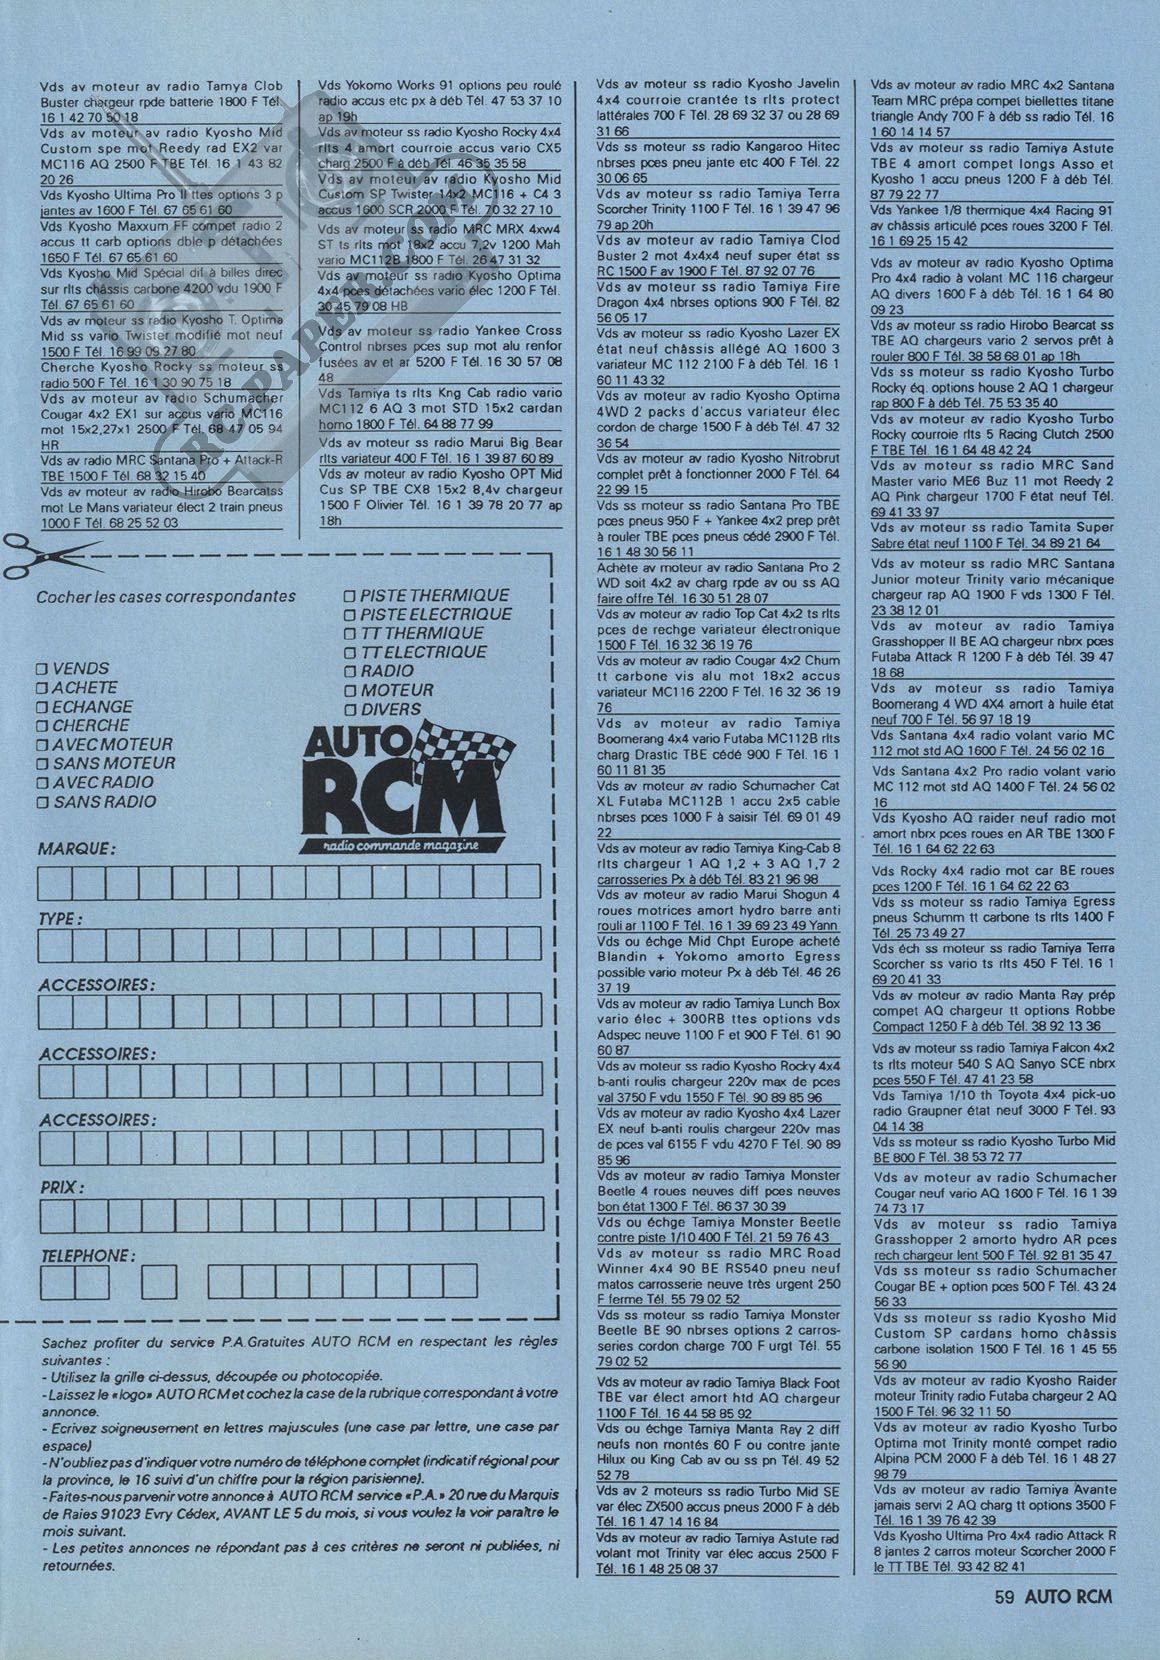 Vds av moteur av radio Tamya Clob
Buster chargeur rpde batterie 1800 F Tél.
16 1 42 70 50 18
Vds av moteur av radio Kyosho Mid
Custom spe mot Reedy rad EX2 var
MC116 AQ 2500 F TBE Tél. 16 1 43 82
20 26
Vds Kyosho Ultima Pro II ttes options 3 p
jantes av 1600 F Tél. 67 65 61 60
Vds Kyosho Maxxum FF compet radio 2
accus tt carb options dble p détachées
1650 F Tél. 67 65 61 60
Vds Kyosho Mid Spécial dif à billes direc
sur rlts châssis carbone 4200 vdu 1900 F
Tél. 67 65 61 60
Vds av moteur ss radio Kyosho T. Optima
Mid ss vario Twister modifié mot neuf
1500 F Tél. 16 99 09 27 80
Cherche Kyosho Rocky ss moteur ss
radio 500 F Tél. 16 1 30 90 75 18
Vds av moteur av radio Schumacher
Cougar 4x2 EX1 sur accus vario MC116
mot 15x2,27x1 2500 F Tél. 68 47 05 94
HR
Vds av radio MRC Santana Pro + Attack-R
TBE 1500 F Tél. 68 32 15 40
Vds av moteur av radio Hirobo Bearcatss
mot Le Mans variateur élect 2 train pneus
1000 F Tél. 68 25 52 03
Vds Yokomo Works 91 options peu roulé
radio accus etc px à déb Tél. 47 53 37 10
ap 19h
Vds av moteur ss radio Kyosho Rocky 4x4
rlts 4 amort courroie accus vario CX5
charg 2500 F à déb Tél. 46 35 35 58
Vds av moteur av radio Kyosho Mid
Custom SP Twister 14x2 MC116 + C4 3
accus 1600 SCR 2000 F Tél. 70 32 27 10
Vds av moteur av radio MRC MRX 4xw4
ST ts rlts mot 18x2 accu 7,2v 1200 Mah
vario MC112B 1800 F Tél. 26 47 31 32
Vds av moteur av radio Kyosho Optima
4x4 pces détachées vario élec 1200 F Tél.
30 45 79 08 HB
Vds av moteur ss radio Yankee Cross
Control nbrses pces sup mot alu renfor
fusées av et ar 5200 F Tél. 16 30 57 08
48
Vds Tamiya ts rlts Kng Cab radio vario
MC112 6 AQ 3 mot STD 15x2 cardan
homo 1800 F Tél. 64 88 77 99
Vds av moteur ss radio Marui Big Bear
rlts variateur 400 F Tél. 16 1 39 87 60 89
Vds av moteur av radio Kyosho OPT Mid
Cus SP TBE CX8 15x2 8,4v chargeur
1500 F Olivier Tél. 16 1 39 78 20 77 ap
18h
RC-PAPER.COM
Cocher les cases correspondantes
VENDS
ACHETE
ECHANGE
CHERCHE
AVEC MOTEUR
SANS MOTEUR
AVEC RADIO
SANS RADIO
PISTE THERMIQUE
PISTE ELECTRIQUE
TT THERMIQUE
TT ELECTRIQUE
RADIO
MOTEUR
DIVERS
AUTO
RCM
radio commande magazine
MARQUE :
TYPE :
ACCESSOIRES :
ACCESSOIRES :
ACCESSOIRES :
PRIX :
TELEPHONE :
Sachez profiter du service P.A.Gratuites AUTO RCM en respectant les règles
suivantes :
- Utilisez la grille ci-dessus, découpée ou photocopiée.
- Laissez le «logo» AUTO RCM et cochez la case de la rubrique correspondant à votre
annonce.
- Ecrivez soigneusement en lettres majuscules (une case par lettre, une case par
espace)
- N'oubliez pas d'indiquer votre numéro de téléphone complet (indicatif régional pour
la province, le 16 suivi d'un chiffre pour la région parisienne).
- Faites-nous parvenir votre annonce à AUTO RCM service «P.A.» 20 rue du Marquis
de Raies 91023 Evry Cédex, AVANT LE 5 du mois, si vous voulez la voir paraître le
mois suivant.
- Les petites annonces ne répondant pas à ces critères ne seront ni publiées, ni
retournées.
Vds av moteur ss radio Kyosho Javelin
4x4 courroie crantée ts rlts protect
lattérales 700 F Tél. 28 69 32 37 ou 28 69
31 66
Vds ss moteur ss radio Kangaroo Hitec
nbrses pces pneu jante etc 400 F Tél. 22
30 06 65
Vds av moteur ss radio Tamiya Terra
Scorcher Trinity 1100 F Tél. 16 1 39 47 96
79 ap 20h
Vds av moteur av radio Tamiya Clod
Buster 2 mot 4x4x4 neuf super état ss
RC 1500 F av 1900 F Tél. 87 92 07 76
Vds av moteur ss radio Tamiya Fire
Dragon 4x4 nbrses options 900 F Tél. 82
56 05 17
Vds av moteur av radio Kyosho Lazer EX
état neuf châssis allégé AQ 1600 3
variateur MC 112 2100 F à déb Tél. 16 1
60 11 43 32
Vds av moteur av radio Kyosho Optima
4WD 2 packs d'accus variateur élec
cordon de charge 1500 F à déb Tél. 47 32
36 54
Vds av moteur av radio Kyosho Nitrobrut
complet prêt à fonctionner 2000 F Tél. 64
22 99 15
Vds ss moteur ss radio Santana Pro TBE
pces pneus 950 F + Yankee 4x2 prep prêt
à rouler TBE pces pneus cédé 2900 F Tél.
16 1 48 30 56 11
Achète av moteur av radio Santana Pro 2
WD soit 4x2 av charg rpde av ou ss AQ
faire offre Tél. 16 30 51 28 07
Vds av moteur av radio Top Cat 4x2 ts rlts
pces de rechge variateur électronique
1500 F Tél. 16 32 36 19 76
Vds av moteur av radio Cougar 4x2 Chum
tt carbone vis alu mot 18x2 accus
variateur MC116 2200 F Tél. 16 32 36 19
76
Vds av moteur av radio Tamiya
Boomerang 4x4 vario Futaba MC112B rlts
charg Drastic TBE cédé 900 F Tél. 16 1
60 11 81 35
Vds av moteur av radio Schumacher Cat
XL Futaba MC112B 1 accu 2x5 cable
nbrses pces 1000 F à saisir Tél. 69 01 49
22
Vds av moteur av radio Tamiya King-Cab 8
rlts chargeur 1 AQ 1,2 + 3 AQ 1,7 2
carrosseries Px à déb Tél. 83 21 96 98
Vds av moteur av radio Marui Shogun 4
roues motrices amort hydro barre anti
rouli ar 1100 F Tél. 16 1 39 69 23 49 Yann
Vds ou échge Mid Chpt Europe acheté
Blandin + Yokomo amorto Egress
possible vario moteur Px à déb Tél. 46 26
37 19
Vds av moteur av radio Tamiya Lunch Box
vario élec + 300RB ttes options vds
Adspec neuve 1100 F et 900 F Tél. 61 90
60 87
Vds av moteur ss radio Kyosho Rocky 4x4
b-anti roulis chargeur 220v max de pces
val 3750 F vdu 1550 F Tél. 90 89 85 96
Vds av moteur av radio Kyosho 4x4 Lazer
EX neuf b-anti roulis chargeur 220v mas
de pces val 6155 F vdu 4270 F Tél. 90 89
85 96
Vds av moteur av radio Tamiya Monster
Beetle 4 roues neuves diff pces neuves
bon état 1300 F Tél. 86 37 30 39
Vds ou échge Tamiya Monster Beetle
contre piste 1/10 400 F Tél. 21 59 76 43
Vds av moteur ss radio MRC Road
Winner 4x4 90 BE RS540 pneu neuf
matos carrosserie neuve très urgent 250
F ferme Tél. 55 79 02 52
Vds ss moteur ss radio Tamiya Monster
Beetle BE 90 nbrses options 2 carros-
series cordon charge 700 F urgt Tél. 55
79 02 52
Vds av moteur av radio Tamiya Black Foot
TBE var élect amort htd AQ chargeur
1100 F Tél. 16 44 58 85 92
Vds ou échge Tamiya Manta Ray 2 diff
neufs non montés 60 F ou contre jante
Hilux ou King Cab av ou ss pn Tél. 49 52
52 78
Vds av 2 moteurs ss radio Turbo Mid SE
var élec ZX500 accus pneus 2000 F à déb
Tél. 16 1 47 14 16 84
Vds av moteur av radio Tamiya Astute rad
volant mot Trinity var élec accus 2500 F
Tél. 16 1 48 25 08 37
Vds av moteur av radio MRC 4x2 Santana
Team MRC prépa compet biellettes titane
triangle Andy 700 F à déb ss radio Tél. 16
1 60 14 14 57
Vds av moteur av radio Tamiya Astute
TBE 4 amort compet longs Asso et
Kyosho 1 accu pneus 1200 F à déb Tél.
87 79 22 77
Vds Yankee 1/8 thermique 4x4 Racing 91
av châssis articulé pces roues 3200 F Tél.
16 1 69 25 15 42
Vds av moteur av radio Kyosho Optima
Pro 4x4 radio à volant MC 116 chargeur
AQ divers 1600 F à déb Tél. 16 1 64 80
09 23
Vds av moteur av radio Hirobo Bearcat ss
TBE AQ chargeurs vario 2 servos prêt à
rouler 800 F Tél. 38 58 68 01 ap 18h
Vds ss moteur ss radio Kyosho Turbo
Rocky éq. options house 2 AQ 1 chargeur
rap 800 F à déb Tél. 75 53 35 40
Vds av moteur av radio Kyosho Turbo
Rocky courroie rlts 5 Racing Clutch 2500
F TBE Tél. 16 1 64 48 42 24
Vds av moteur ss radio MRC Sand
Master vario ME6 Buz 11 mot Reedy 2
AQ Pink chargeur 1700 F état neuf Tél.
69 41 33 97
Vds av moteur ss radio Tamita Super
Sabre état neuf 1100 F Tél. 34 89 21 64
Vds av moteur ss radio MRC Santana
Junior moteur Trinity vario mécanique
chargeur rap AQ 1900 F vds 1300 F Tél.
23 38 12 01
Vds av moteur av radio Tamiya
Grasshopper II BE AQ chargeur nbrx pces
Futaba Attack R 1200 F à déb Tél. 39 47
18 68
Vds av moteur ss radio Tamiya
Boomerang 4 WD 4X4 amort à huile état
neuf 700 F Tél. 56 97 18 19
Vds Santana 4x4 radio volant vario MC
112 mot std AQ 1600 F Tél. 24 56 02 16
Vds Santana 4x2 Pro radio volant vario
MC 112 mot std AQ 1400 F Tél. 24 56 02
16
Vds Kyosho AQ raider neuf radio mot
amort nbrx pces roues en AR TBE 1300 F
Tél. 16 1 64 62 22 63
Vds Rocky 4x4 radio mot car BE roues
pces 1200 F Tél. 16 1 64 62 22 63
Vds ss moteur ss radio Tamiya Egress
pneus Schumm tt carbone ts rlts 1400 F
Tél. 25 73 49 27
Vds éch ss moteur ss radio Tamiya Terra
Scorcher ss vario ts rlts 450 F Tél. 16 1
69 20 41 33
Vds av moteur av radio Manta Ray prép
compet AQ chargeur tt options Robbe
Compact 1250 F à déb Tél. 38 92 13 36
Vds av moteur ss radio Tamiya Falcon 4x2
ts rlts moteur 540 S AQ Sanyo SCE nbrx
pces 550 F Tél. 47 41 23 58
Vds Tamiya 1/10 th Toyota 4x4 pick-uo
radio Graupner état neuf 3000 F Tél. 93
04 14 38
Vds ss moteur ss radio Kyosho Turbo Mid
BE 800 F Tél. 38 53 72 77
Vds av moteur av radio Schumacher
Cougar neuf vario AQ 1600 F Tél. 16 1 39
74 73 17
Vds av moteur ss radio Tamiya
Grasshopper 2 amorto hydro AR pces
rech chargeur lent 500 F Tél. 92 81 35 47
Vds ss moteur ss radio Schumacher
Cougar BE + option pces 500 F Tél. 43 24
56 33
Vds ss moteur ss radio Kyosho Mid
Custom SP cardans homo châssis
carbone isolation 1500 F Tél. 16 1 45 55
56 90
Vds av moteur av radio Kyosho Raider
moteur Trinity radio Futaba chargeur 2 AQ
1500 F Tél. 96 32 11 50
Vds av moteur av radio Kyosho Turbo
Optima mot Trinity monté compet radio
Alpina PCM 2000 F à déb Tél. 16 1 48 27
98 79
Vds av moteur av radio Tamiya Avante
jamais servi 2 AQ charg tt options 3500 F
Tél. 16 1 39 76 42 39
Vds Kyosho Ultima Pro 4x4 radio Attack R
8 jantes 2 carros moteur Scorcher 2000 F
le TT TBE Tél. 93 42 82 41
59 AUTO RCM